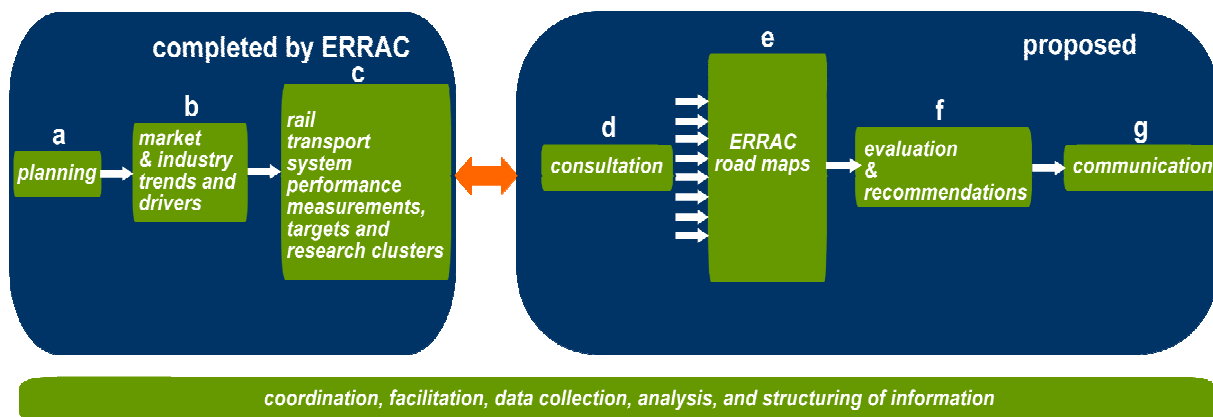 completed by ERRAC
a
planning
b
market
& industry
trends and
drivers
c
rail
transport
system
performance
measurements,
targets and
research clusters
proposed
d
consultation
e
ERRAC
road maps
f
evaluation
&
recommendations
g
communication
coordination, facilitation, data collection, analysis, and structuring of information